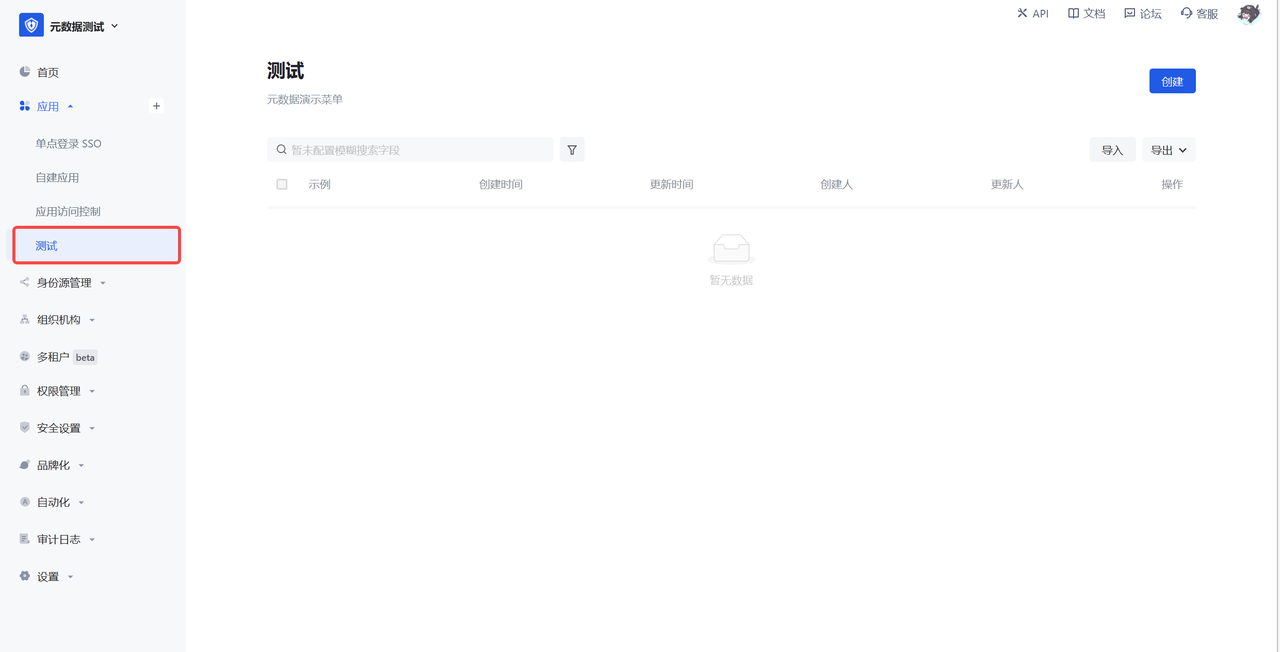 元数据测试
API 文档 论坛 客服
首页
应用
单点登录 SSO
自建应用
应用访问控制
测试
身份源管理
组织机构
多租户 beta
权限管理
安全设置
品牌化
自动化
审计日志
设置
测试
创建
元数据演示菜单
暂未配置模糊搜索字段
导入 导出
示例 创建时间 更新时间 创建人 更新人 操作
暂无数据